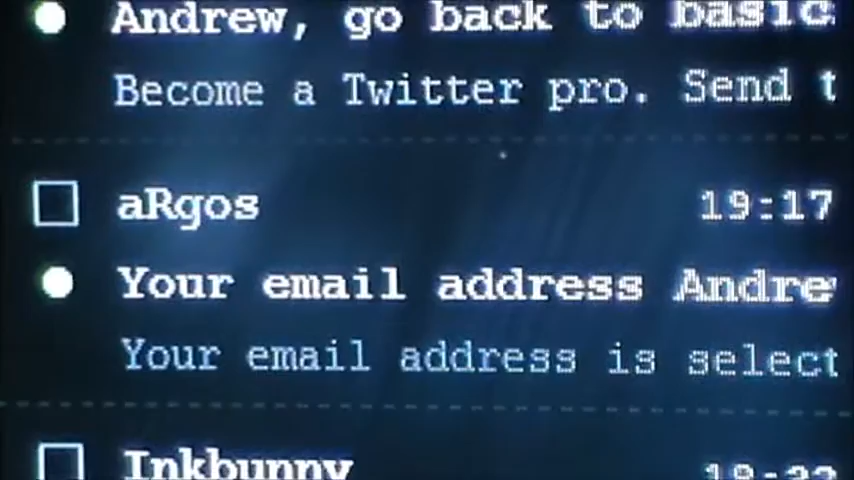 Andrew, go back to basic
Become a Twitter pro. Send t
aRgos 19:17
Your email address Andre
Your email address is select
Inkbunny